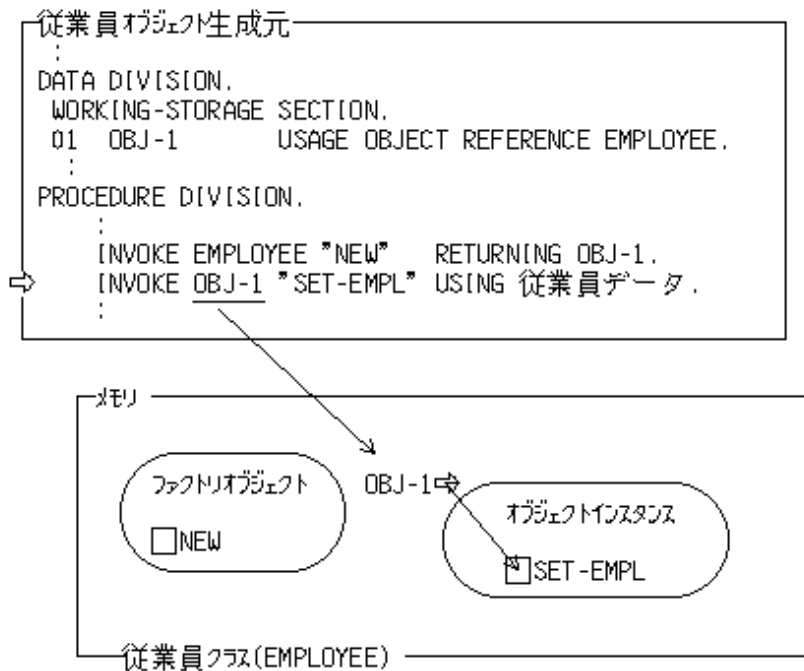 従業員オブジェクト生成元
:
DATA DIVISION.
WORKING-STORAGE SECTION.
01 OBJ-1 USAGE OBJECT REFERENCE EMPLOYEE.
:
PROCEDURE DIVISION.
:
INVOKE EMPLOYEE "NEW" RETURNING OBJ-1.
INVOKE OBJ-1 "SET-EMPL" USING 従業員データ.
:
メモリ
ファクトリオブジェクト
OBJ-1
オブジェクトインスタンス
NEW
SET-EMPL
従業員クラス(EMPLOYEE)